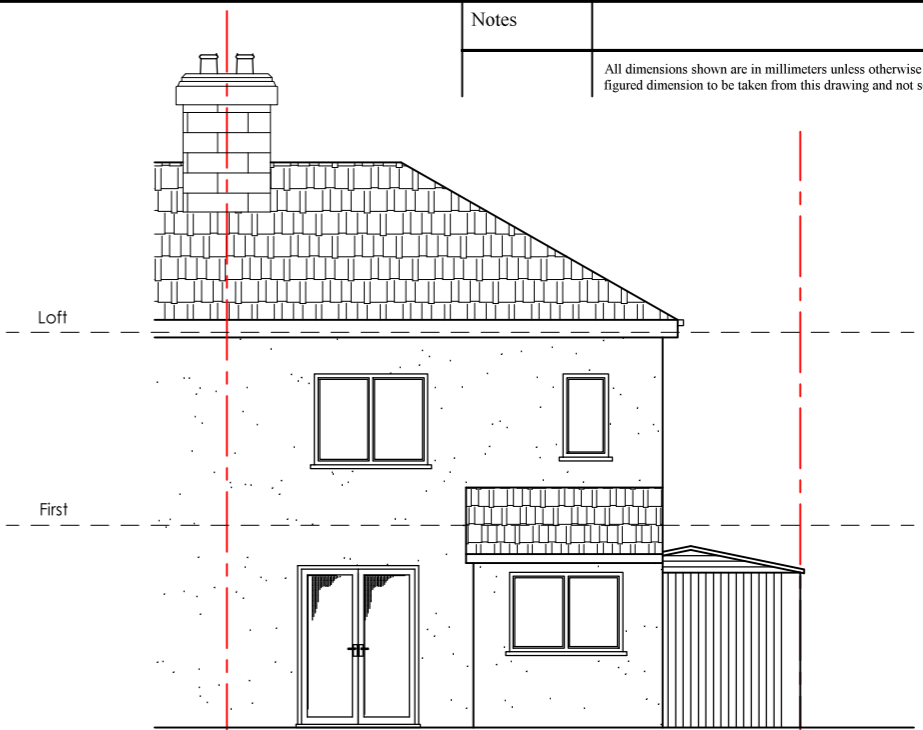 Notes
All dimensions shown are in millimeters unless otherwise
figured dimension to be taken from this drawing and not s
Loft
First